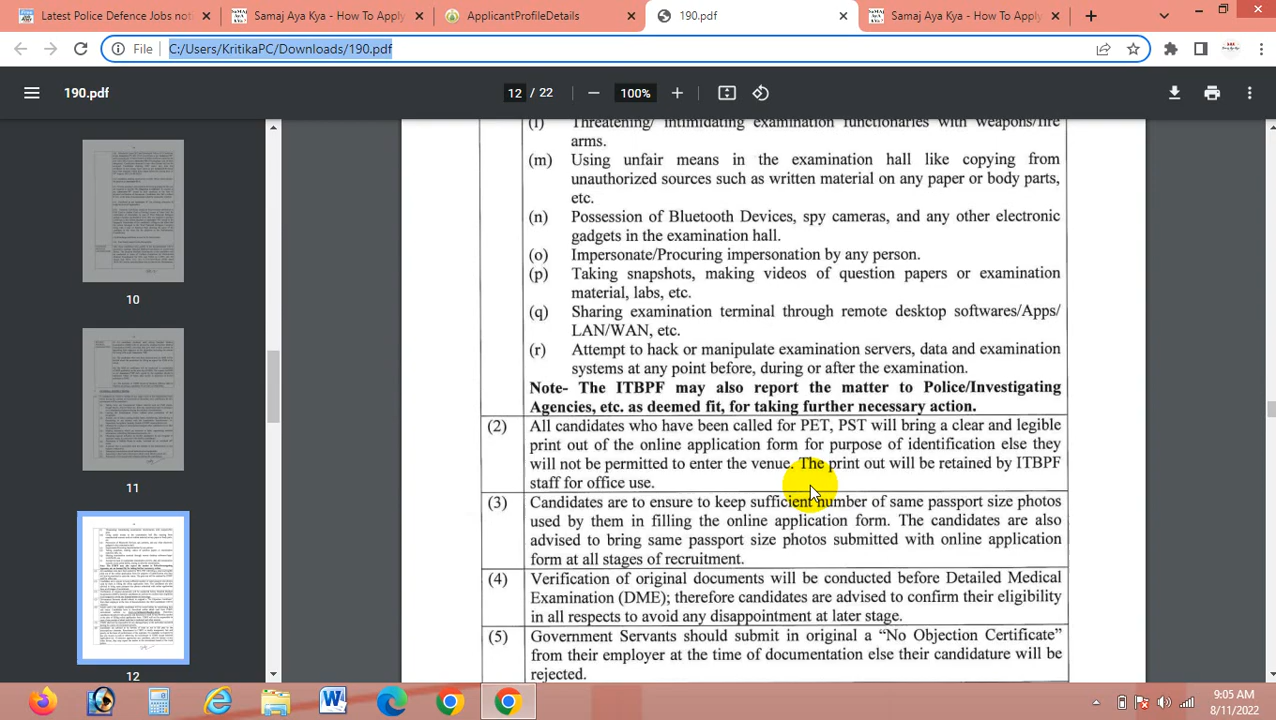 Latest Police Defence Jobs not
Samaj Aya Kya - How To Apply
ApplicantProfileDetails
190.pdf
Samaj Aya Kya - How To Apply
File
C:/Users/KritikaPC/Downloads/190.pdf
190.pdf
12 / 22
100%
10
11
12
(l) Threatening/ intimidating examination functionaries with weapons/fire
arms.
(m) Using unfair means in the examination hall like copying from
unauthorized sources such as written material on any paper or body parts,
etc.
(n) Possession of Bluetooth Devices, spy cameras, and any other electronic
gadgets in the examination hall.
(o) Impersonate/Procuring impersonation by any person.
(p) Taking snapshots, making videos of question papers or examination
material, labs, etc.
(q) Sharing examination terminal through remote desktop softwares/Apps/
LAN/WAN, etc.
(r) Attempt to hack or manipulate examination servers, data and examination
systems at any point before, during or after the examination.
Note- The ITBPF may also report the matter to Police/Investigating
Agencies, etc. as deemed fit, for taking further necessary action.
(2) All candidates who have been called for PET, PST will bring a clear and legible
print out of the online application form for purpose of identification else they
will not be permitted to enter the venue. The print out will be retained by ITBPF
staff for office use.
(3) Candidates are to ensure to keep sufficient number of same passport size photos
used by them in filling the online application form. The candidates are also
advised to bring same passport size photos submitted with online application
form at all stages of recruitment.
(4) Verification of original documents will be conducted before Detailed Medical
Examination (DME); therefore candidates are advised to confirm their eligibility
in all respects to avoid any disappointment at later stage.
(5) Government Servants should submit in original a “No Objection Certificate”
from their employer at the time of documentation else their candidature will be
rejected.
9:05 AM
8/11/2022